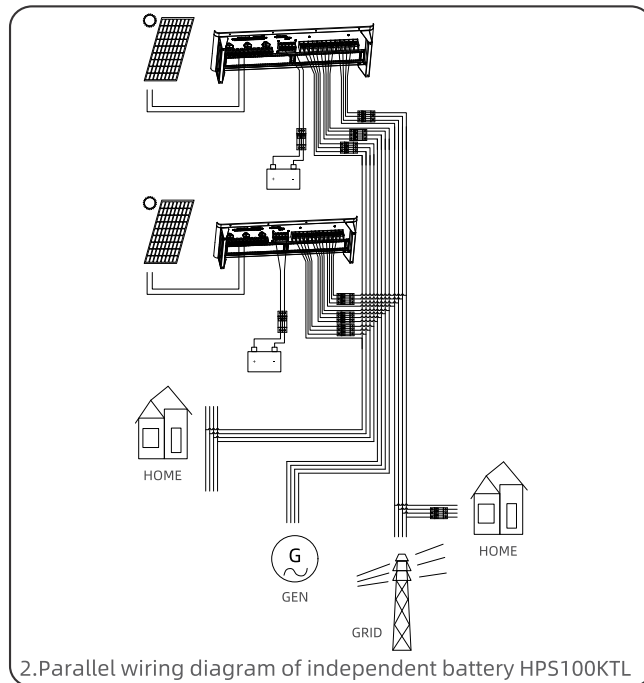 HOME
G
GEN
HOME
GRID
2.Parallel wiring diagram of independent battery HPS100KTL